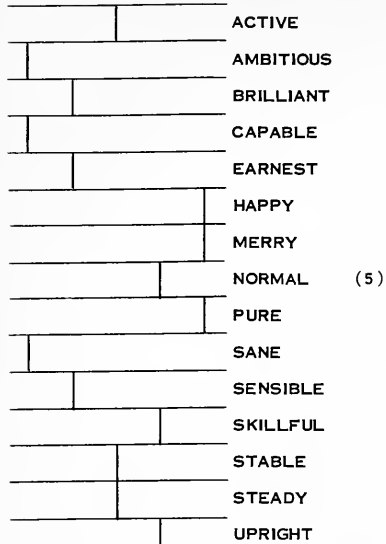 ACTIVE
AMBITIOUS
BRILLIANT
CAPABLE
EARNEST
HAPPY
MERRY
NORMAL (5)
PURE
SANE
SENSIBLE
SKILLFUL
STABLE
STEADY
UPRIGHT